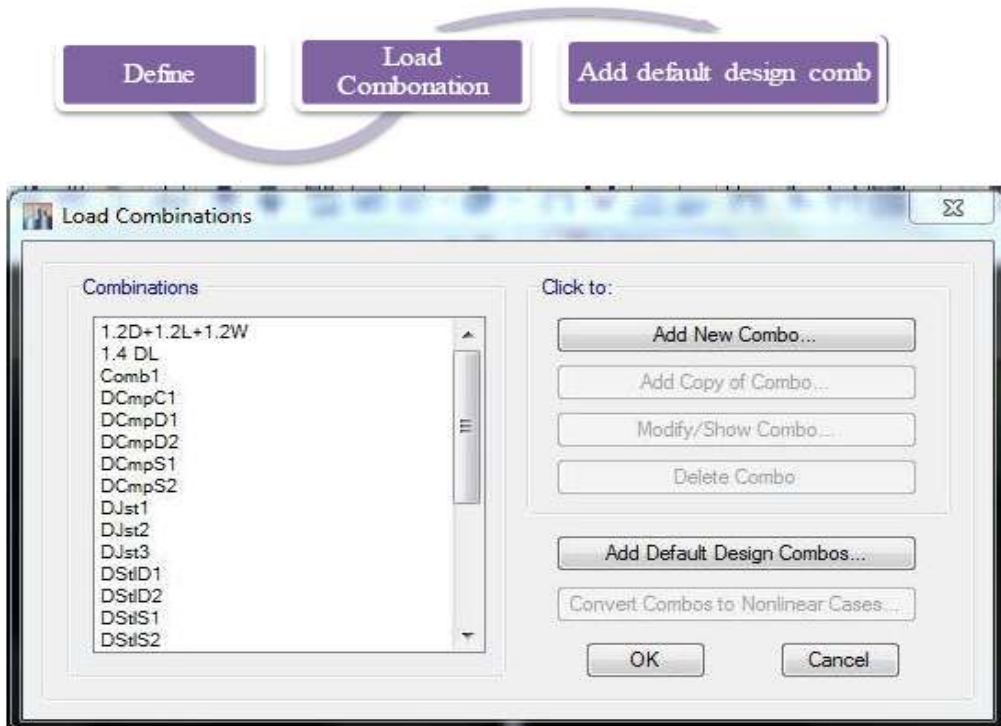 Define
Load
Combonation
Add default design comb
Load Combinations
Combinations
1.2D+1.2L+1.2W
1.4 DL
Comb1
DCmpC1
DCmpD1
DCmpD2
DCmpS1
DCmpS2
DJst1
DJst2
DJst3
DStlD1
DStlD2
DStlS1
DStlS2
Click to:
Add New Combo...
Add Copy of Combo...
Modify/Show Combo...
Delete Combo
Add Default Design Combos...
Convert Combos to Nonlinear Cases...
OK
Cancel